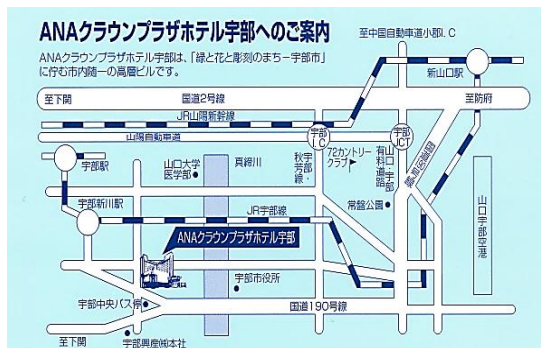 ANAクラウンプラザホテル宇部へのご案内
ANAクラウンプラザホテル宇部は、「緑と花と彫刻のまち－宇部市」
に佇む市内随一の高層ビルです。
至中国自動車道小郡I.C
新山口駅
至下関
国道2号線
至防府
JR山陽新幹線
山陽自動車道
宇部
I.C
宇部
JCT
宇部駅
山口大学
医学部
真締川
秋芳線
72カントリー
クラブ
山口・宇部
有料道路
宇部新川駅
常盤公園
JR宇部線
山口宇部空港
ANAクラウンプラザホテル宇部
宇部市役所
宇部中央バス停
国道190号線
至下関
宇部興産㈱本社